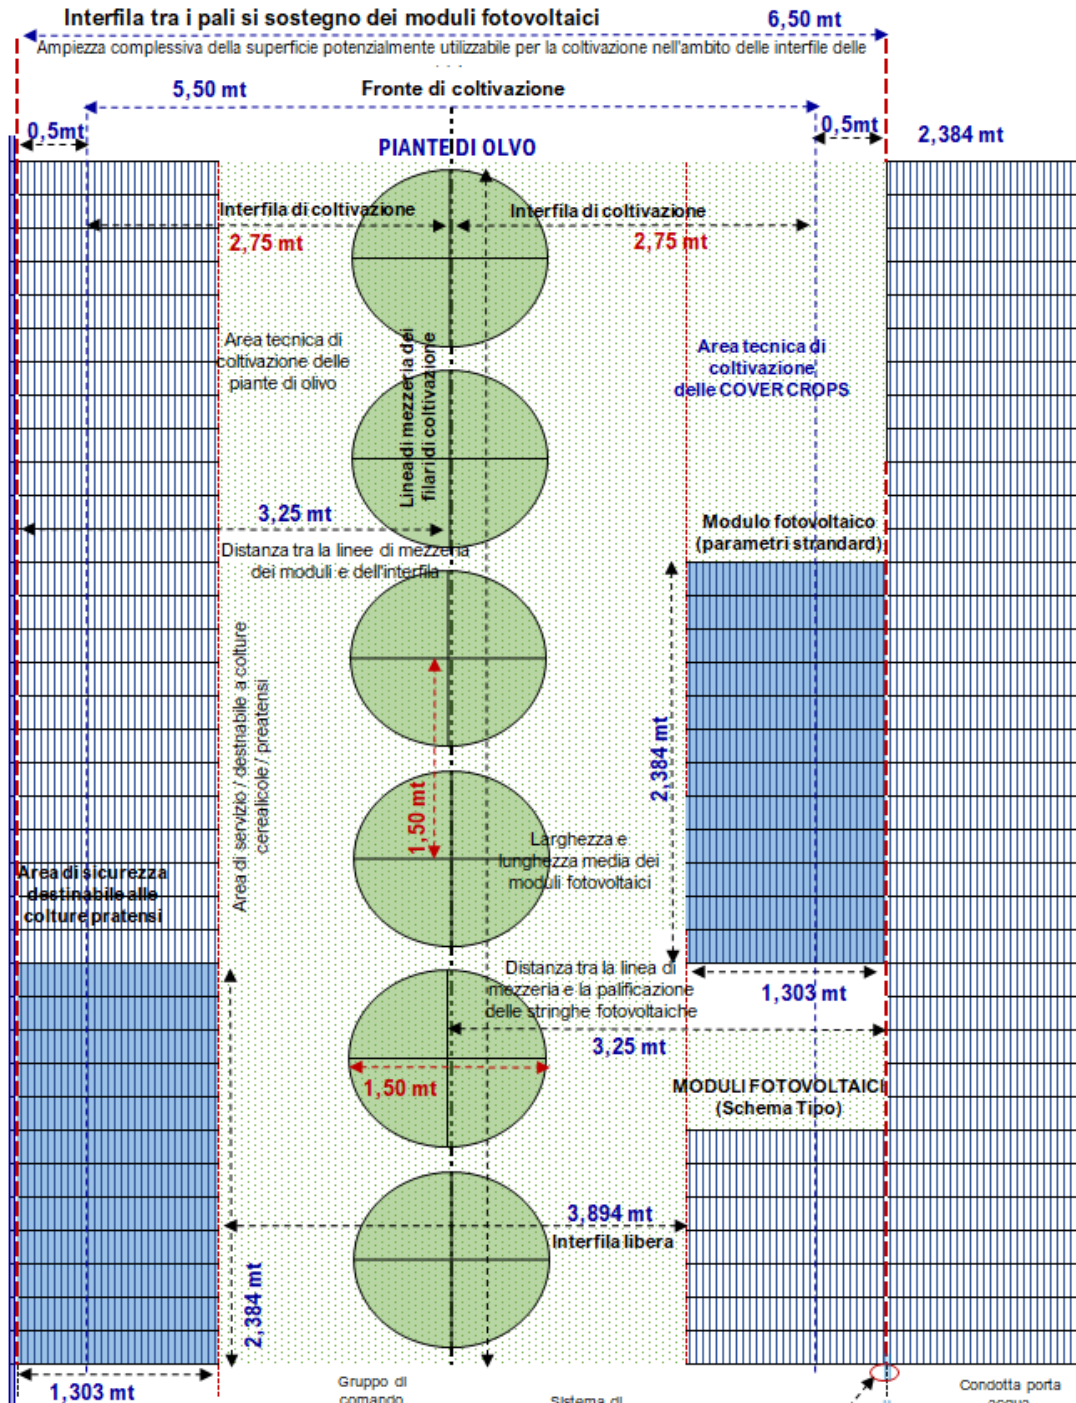 Interfila tra i pali si sostegno dei moduli fotovoltaici
6,50 mt
Ampiezza complessiva della superficie potenzialmente utilizzabile per la coltivazione nell'ambito delle interfile delle
5,50 mt
Fronte di coltivazione
0,5mt
0,5mt
2,384 mt
PIANTE DI OLVO
Interfila di coltivazione
Interfila di coltivazione
2,75 mt
2,75 mt
Area tecnica di
coltivazione delle
piante di olivo
Linea di mezzeria dei
filari di coltivazione
Area tecnica di
coltivazione
delle COVER CROPS
3,25 mt
Distanza tra la linee di mezzeria
dei moduli e dell'interfila
Modulo fotovoltaico
(parametri strandard)
Area di servizio / destnabile a colture
cerealicole / preatensi
2,384 mt
1,50 mt
Larghezza e
lunghezza media dei
moduli fotovoltaici
Area di sicurezza
destinabile alle
colture pratensi
Distanza tra la linea di
mezzeria e la palificazione
delle stringhe fotovoltaiche
1,303 mt
3,25 mt
1,50 mt
MODULI FOTOVOLTAICI
(Schema Tipo)
3,894 mt
Interfila libera
2,384 mt
1,303 mt
Gruppo di
comando
Sistema di
Condotta porta
acqua